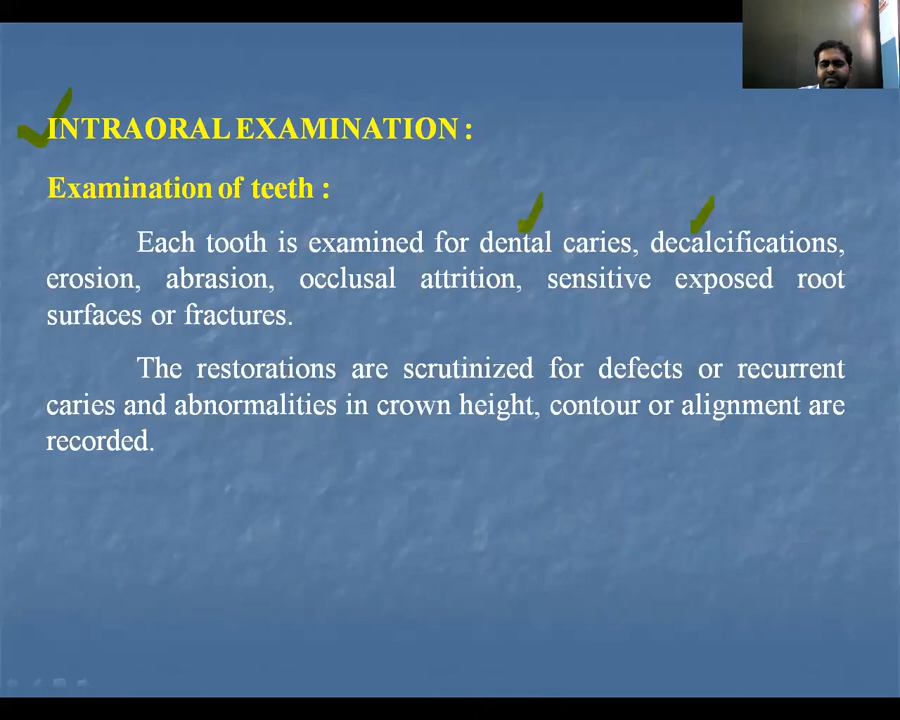 INTRAORAL EXAMINATION :
Examination of teeth :
Each tooth is examined for dental caries, decalcifications,
erosion, abrasion, occlusal attrition, sensitive exposed root
surfaces or fractures.
The restorations are scrutinized for defects or recurrent
caries and abnormalities in crown height, contour or alignment are
recorded.